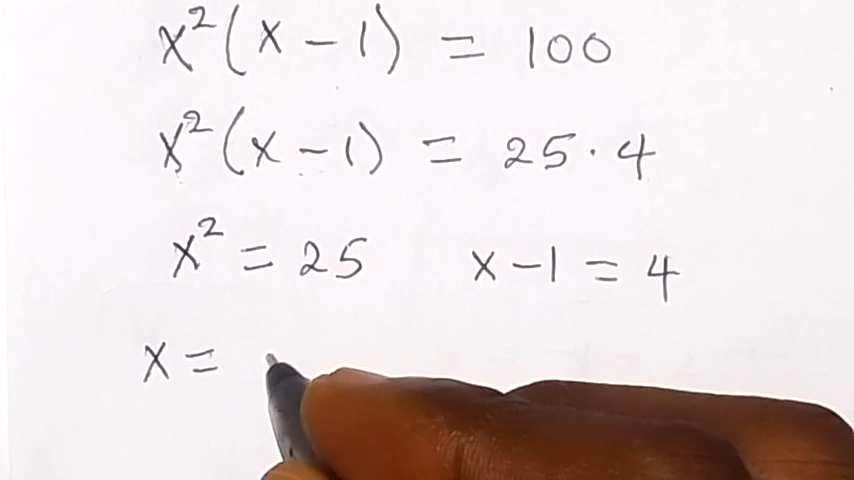 x²(x - 1) = 100
x²(x - 1) = 25 · 4
x² = 25 x - 1 = 4
x =